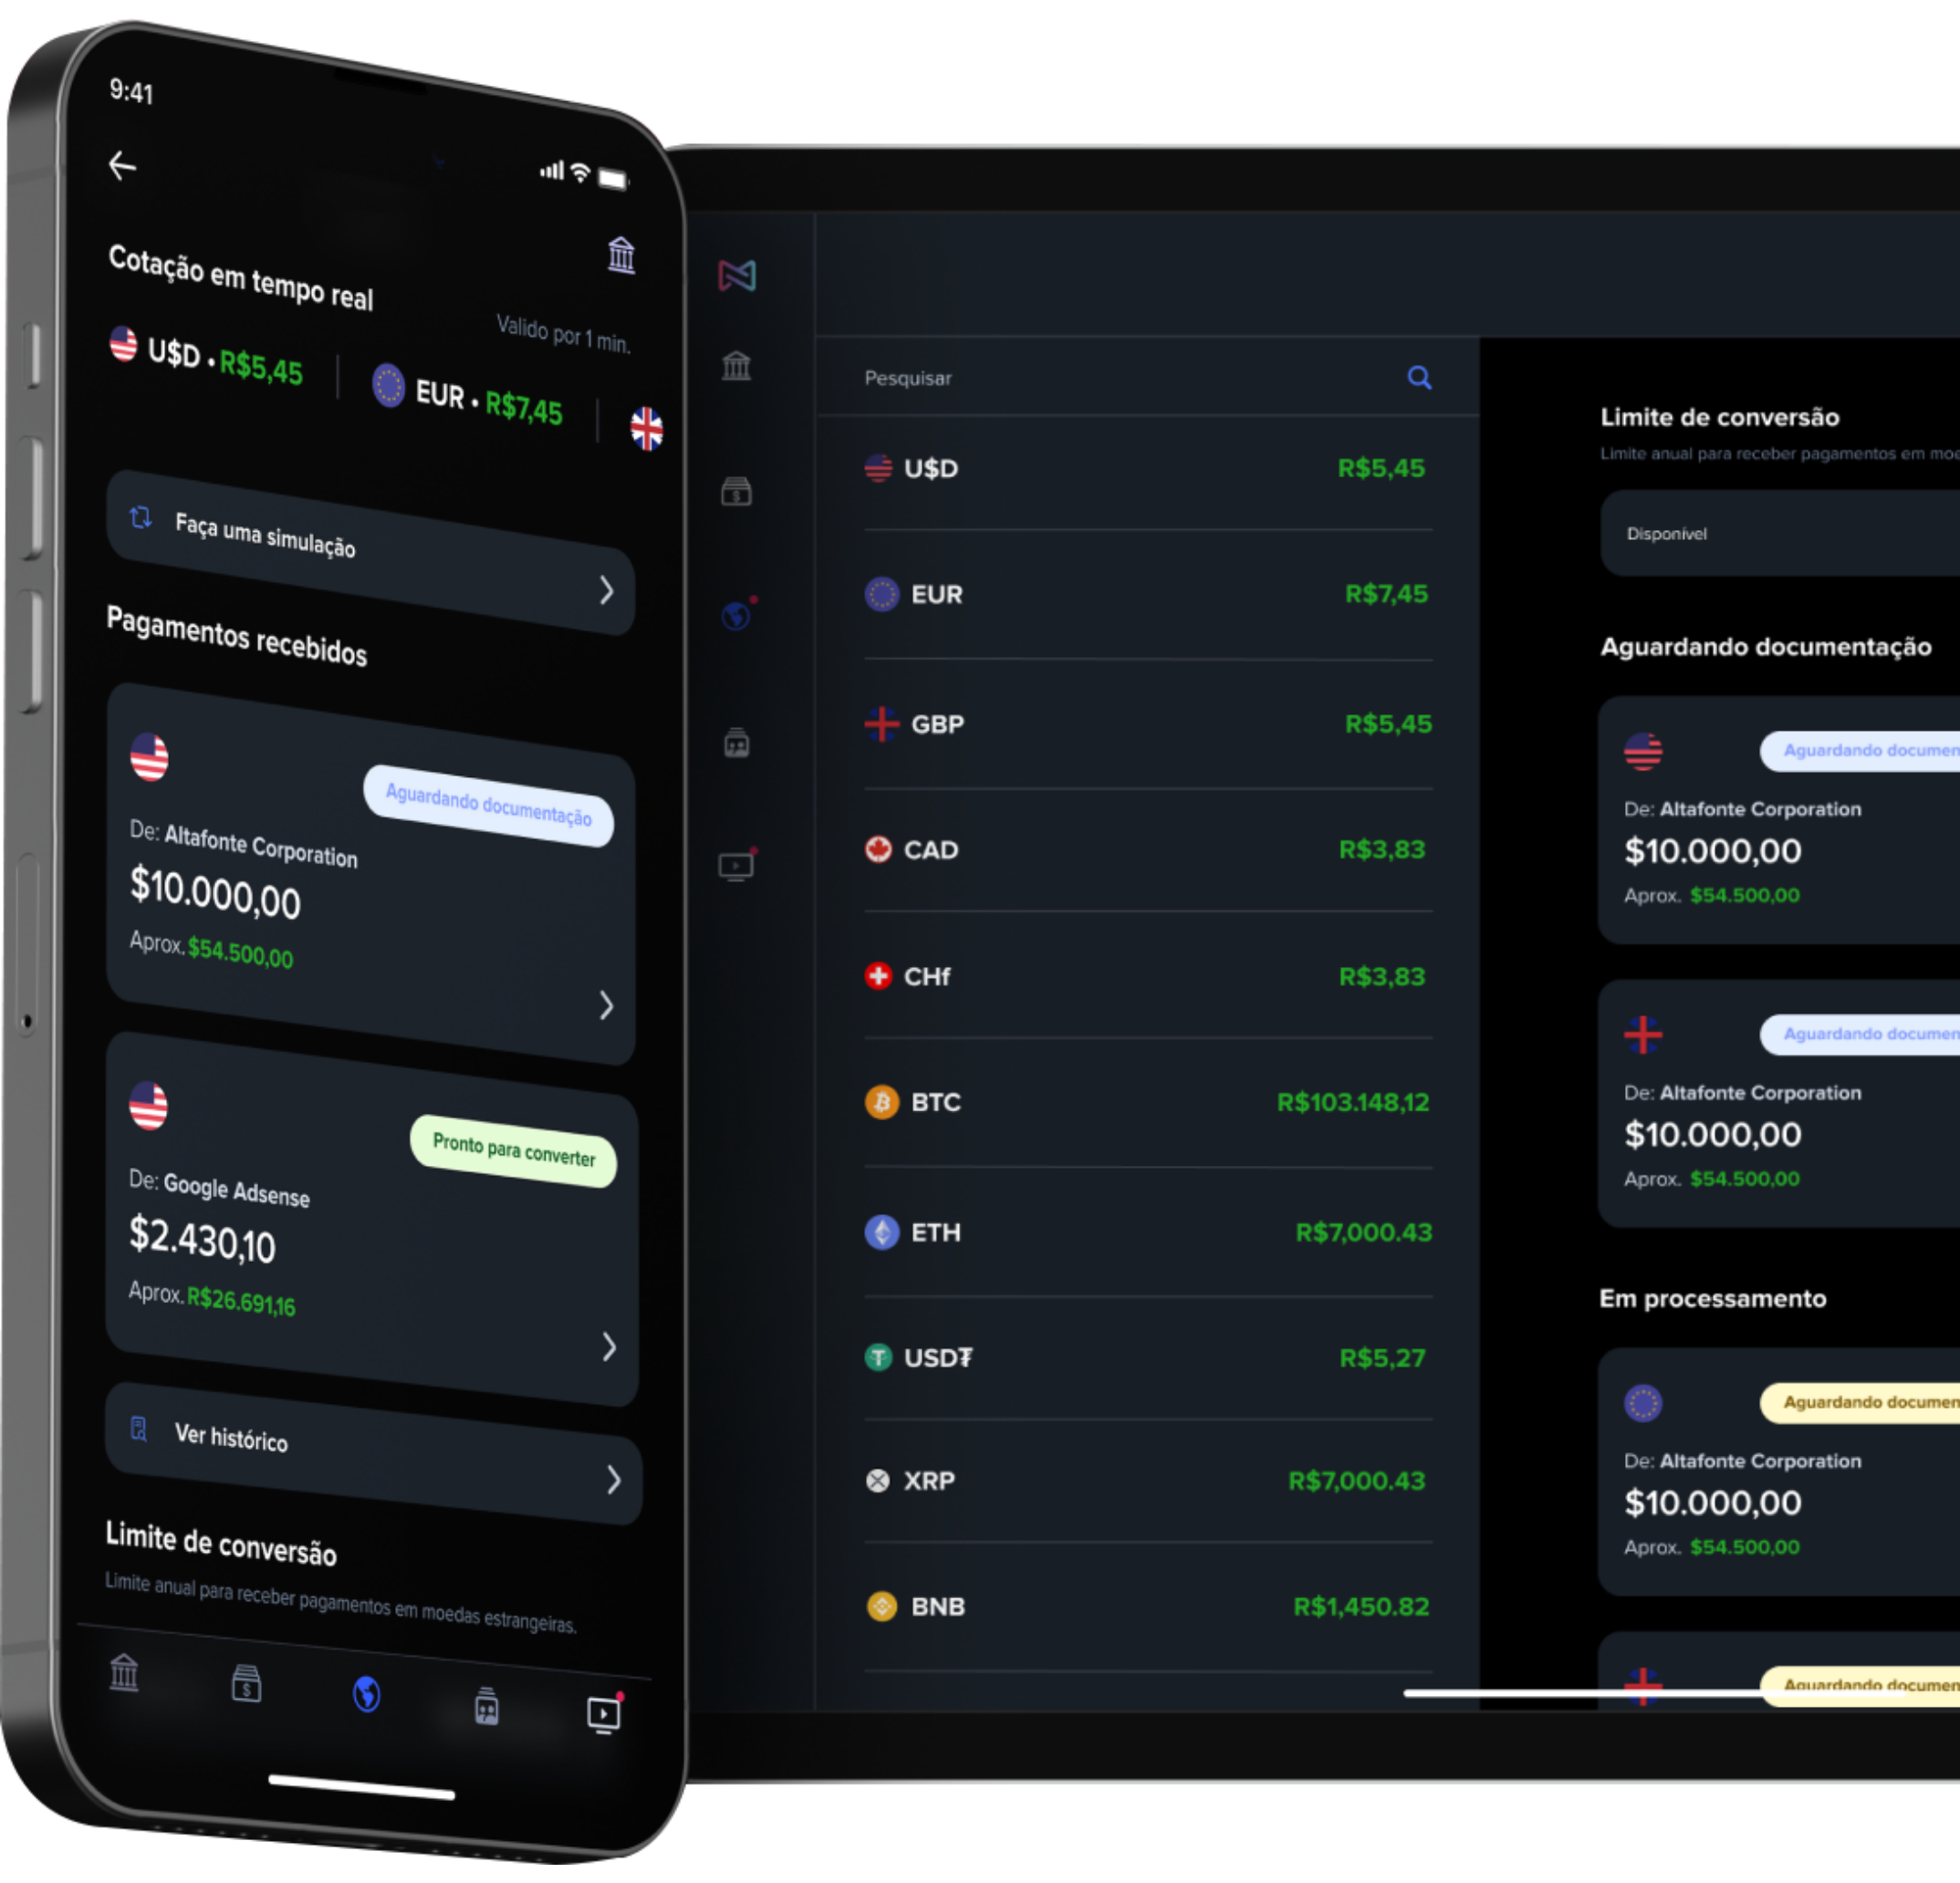 9:41
Cotação em tempo real
Valido por 1 min.
U$D • R$5,45
EUR • R$7,45
Faça uma simulação
Pagamentos recebidos
Aguardando documentação
De: Altafonte Corporation
$10.000,00
Aprox. $54.500,00
Pronto para converter
De: Google Adsense
$2.430,10
Aprox. R$26.691,16
Ver histórico
Limite de conversão
Limite anual para receber pagamentos em moedas estrangeiras.
Pesquisar
U$D R$5,45
EUR R$7,45
GBP R$5,45
CAD R$3,83
CHf R$3,83
BTC R$103.148,12
ETH R$7,000.43
USD₮ R$5,27
XRP R$7,000.43
BNB R$1,450.82
Limite de conversão
Limite anual para receber pagamentos em moe
Disponível
Aguardando documentação
Aguardando documen
De: Altafonte Corporation
$10.000,00
Aprox. $54.500,00
Aguardando documen
De: Altafonte Corporation
$10.000,00
Aprox. $54.500,00
Em processamento
Aguardando documen
De: Altafonte Corporation
$10.000,00
Aprox. $54.500,00
Aguardando documen